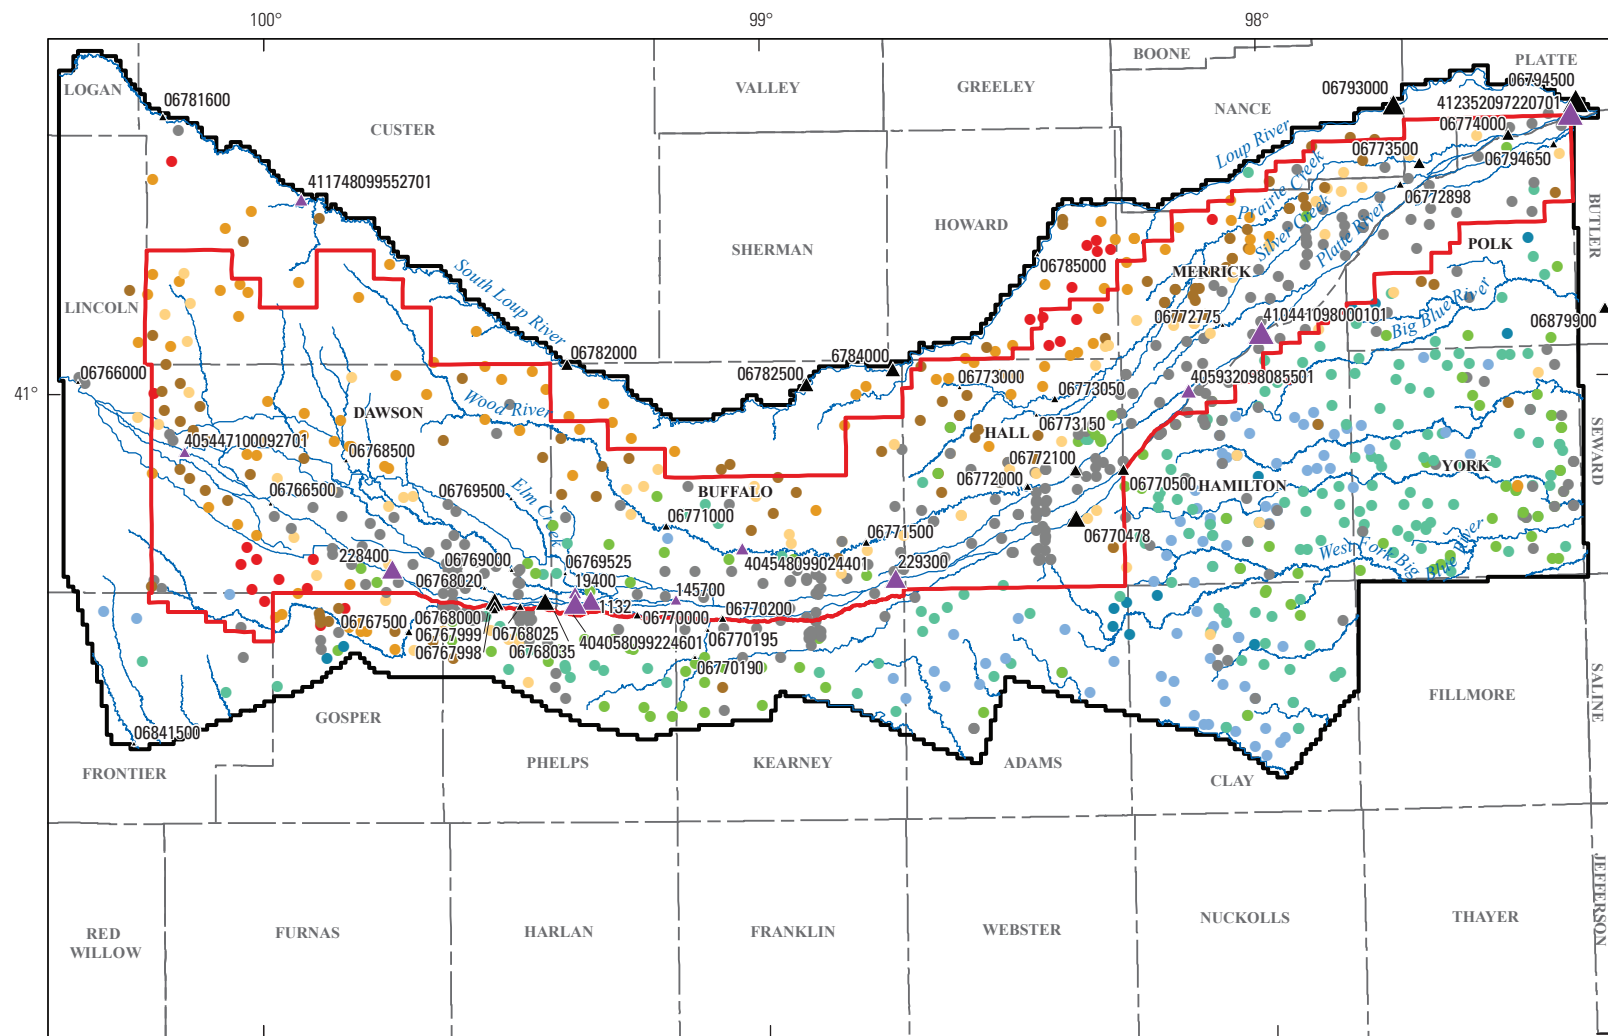 100°
99°
98°
BOONE
PLATTE
LOGAN
VALLEY
GREELEY
06793000
06794500
06781600
NANCE
412352097220701
CUSTER
06774000
Loup River
06773500
06794650
411748099552701
Prairie Creek
06772898
Silver Creek
HOWARD
BUTLER
SHERMAN
Platte River
POLK
South Loup River
06785000
MERRICK
LINCOLN
Big Blue River
06772775
410441098000101
06879900
06782000
6784000
06766000
06782500
06773000
405932098085501
41°
06773050
Wood River
DAWSON
06773150
HALL
405447100092701
06768500
06772100
SEWARD
YORK
06772000
06766500
06769500
BUFFALO
06770500
HAMILTON
Elm Creek
06771000
06771500
06770478
228400
06769000
06769525
404548099024401
229300
West Fork Big Blue River
06768020
19400
145700
1132
06770200
06767500
06768000
06770000
06767999
06768025
06770195
06767998
06768035
404058099224601
06770190
SALINE
FILLMORE
GOSPER
06841500
FRONTIER
PHELPS
KEARNEY
ADAMS
CLAY
JEFFERSON
RED
WILLOW
FURNAS
HARLAN
FRANKLIN
WEBSTER
NUCKOLLS
THAYER